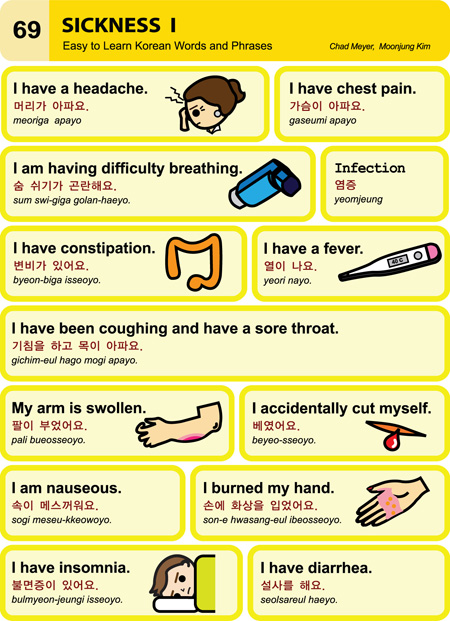 69
SICKNESS I
Easy to Learn Korean Words and Phrases
Chad Meyer, Moonjung Kim
I have a headache.
머리가 아파요.
meoriga apayo
I have chest pain.
가슴이 아파요.
gaseumi apayo
I am having difficulty breathing.
숨 쉬기가 곤란해요.
sum swi-giga golan-haeyo.
Infection
염증
yeomjeung
I have constipation.
변비가 있어요.
byeon-biga isseoyo.
I have a fever.
열이 나요.
yeori nayo.
40 C
I have been coughing and have a sore throat.
기침을 하고 목이 아파요.
gichim-eul hago mogi apayo.
My arm is swollen.
팔이 부었어요.
pali bueosseoyo.
I accidentally cut myself.
베였어요.
beyeo-sseoyo.
I am nauseous.
속이 메스꺼워요.
sogi meseu-kkeowoyo.
I burned my hand.
손에 화상을 입었어요.
son-e hwasang-eul ibeosseoyo.
I have insomnia.
불면증이 있어요.
bulmyeon-jeungi isseoyo.
I have diarrhea.
설사를 해요.
seolsareul haeyo.